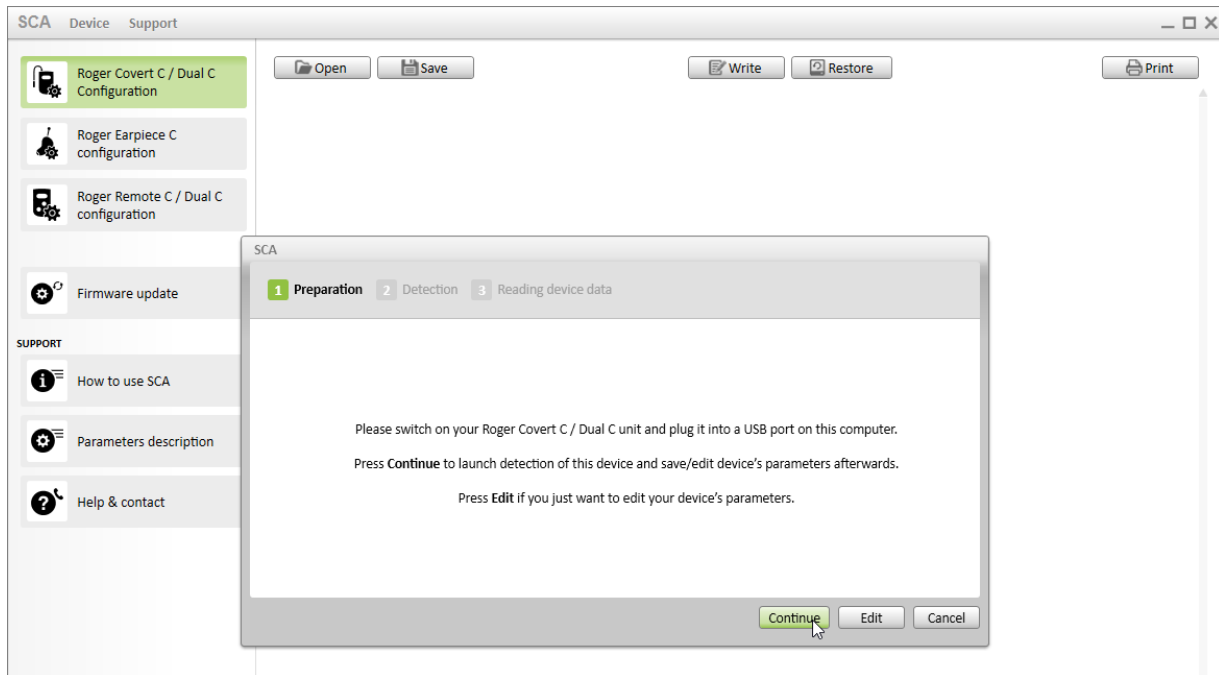 SCA Device Support
Roger Covert C / Dual C
Configuration
Open Save Write Restore Print
Roger Earpiece C
configuration
Roger Remote C / Dual C
configuration
Firmware update
SUPPORT
How to use SCA
Parameters description
Help & contact
SCA
1 Preparation 2 Detection 3 Reading device data
Please switch on your Roger Covert C / Dual C unit and plug it into a USB port on this computer.
Press Continue to launch detection of this device and save/edit device's parameters afterwards.
Press Edit if you just want to edit your device's parameters.
Continue Edit Cancel